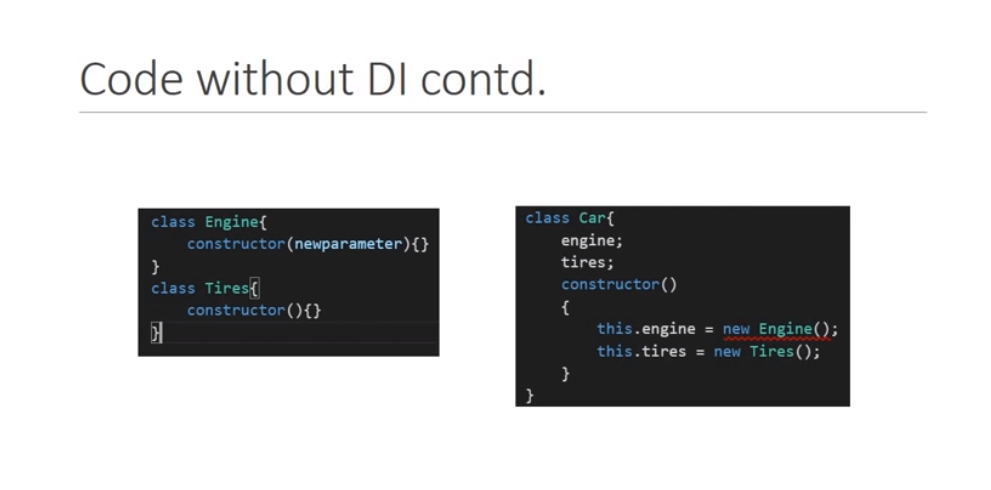 Code without DI contd.
class Engine{
    constructor(newparameter){}
}
class Tires{
    constructor(){}
}
class Car{
    engine;
    tires;
    constructor()
    {
        this.engine = new Engine();
        this.tires = new Tires();
    }
}